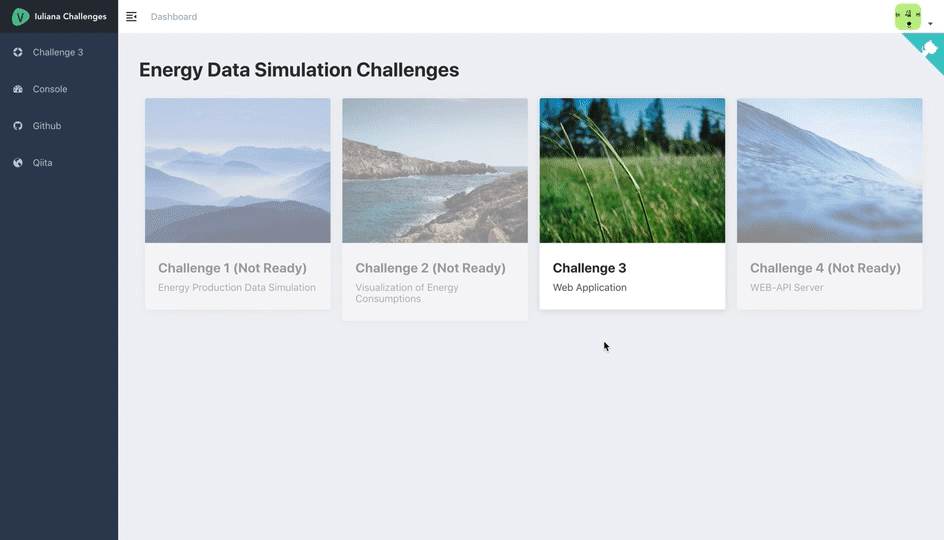 Iuliana Challenges
Dashboard
Challenge 3
Console
Github
Qiita
Energy Data Simulation Challenges
Challenge 1 (Not Ready)
Energy Production Data Simulation
Challenge 2 (Not Ready)
Visualization of Energy
Consumptions
Challenge 3
Web Application
Challenge 4 (Not Ready)
WEB-API Server